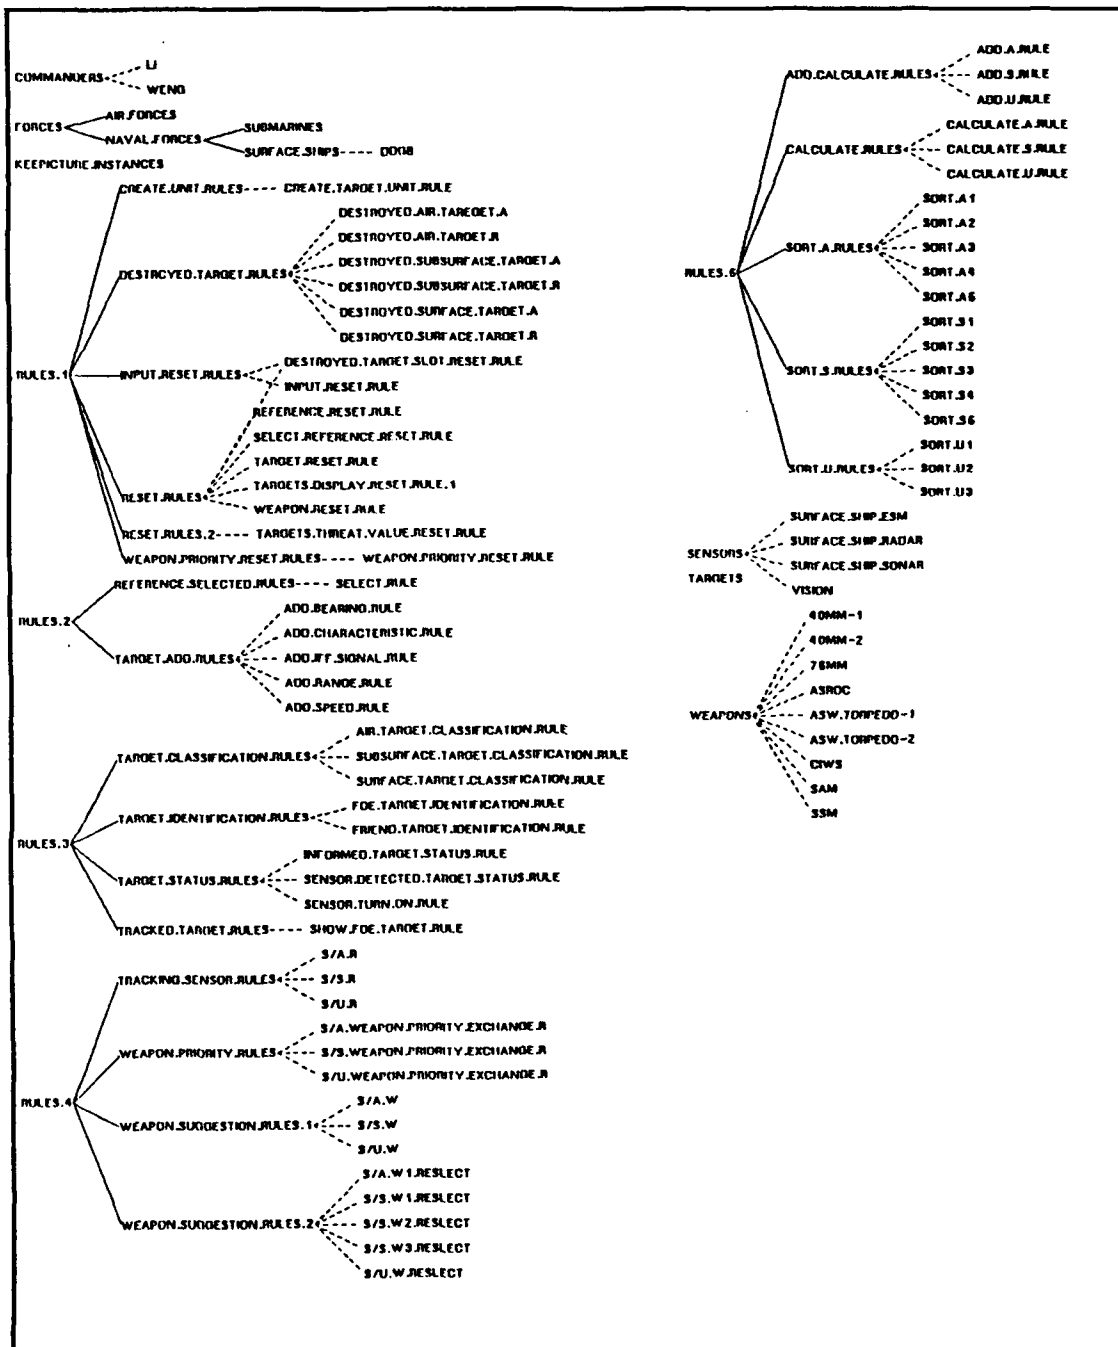 COMMANDERS
LI
WENG
FORCES
AIR.FORCES
NAVAL.FORCES
SUBMARINES
SURFACE.SHIPS
KEEPICTURE.INSTANCES
RULES.1
CREATE.UNIT.RULES
CREATE.TARGET.UNIT.RULE
DESTROYED.TARGET.RULES
DESTROYED.AIR.TAREGET.A
DESTROYED.AIR.TARGET.R
DESTROYED.SUBSURFACE.TARGET.A
DESTROYED.SUBSURFACE.TARGET.R
DESTROYED.SURFACE.TARGET.A
DESTROYED.SURFACE.TARGET.R
INPUT.RESET.RULES
DESTROYED.TARGET.SLOT.RESET.RULE
INPUT.RESET.RULE
RESET.RULES
REFERENCE.RESET.RULE
SELECT.REFERENCE.RESET.RULE
TARGET.RESET.RULE
TARGETS.DISPLAY.RESET.RULE.1
WEAPON.RESET.RULE
RESET.RULES.2
TARGETS.THREAT.VALUE.RESET.RULE
WEAPON.PRIORITY.RESET.RULES
WEAPON.PRIORITY.RESET.RULE
RULES.2
REFERENCE.SELECTED.RULES
SELECT.RULE
TARGET.ADD.RULES
ADD.BEARING.RULE
ADD.CHARACTERISTIC.RULE
ADD.IFF.SIGNAL.RULE
ADD.RANGE.RULE
ADD.SPEED.RULE
RULES.3
TARGET.CLASSIFICATION.RULES
AIR.TARGET.CLASSIFICATION.RULE
SUBSURFACE.TARGET.CLASSIFICATION.RULE
SURFACE.TARGET.CLASSIFICATION.RULE
TARGET.IDENTIFICATION.RULES
FOE.TARGET.IDENTIFICATION.RULE
FRIEND.TARGET.IDENTIFICATION.RULE
TARGET.STATUS.RULES
INFORMED.TARGET.STATUS.RULE
SENSOR.DETECTED.TARGET.STATUS.RULE
SENSOR.TURN.ON.RULE
TRACKED.TARGET.RULES
SHOW.FOE.TARGET.RULE
RULES.4
TRACKING.SENSOR.RULES
S/A.R
S/S.R
S/U.R
WEAPON.PRIORITY.RULES
S/A.WEAPON.PRIORITY.EXCHANGE.R
S/S.WEAPON.PRIORITY.EXCHANGE.R
S/U.WEAPON.PRIORITY.EXCHANGE.R
WEAPON.SUGGESTION.RULES.1
S/A.W
S/S.W
S/U.W
WEAPON.SUGGESTION.RULES.2
S/A.W1.RESLECT
S/S.W1.RESLECT
S/S.W2.RESLECT
S/S.W3.RESLECT
S/U.W.RESLECT
ADD.CALCULATE.RULES
ADD.A.RULE
ADD.S.RULE
ADD.U.RULE
CALCULATE.RULES
CALCULATE.A.RULE
CALCULATE.S.RULE
CALCULATE.U.RULE
SORT.A.RULES
SORT.A1
SORT.A2
SORT.A3
SORT.A4
SORT.S.RULES
SORT.S1
SORT.S2
SORT.S3
SORT.S4
SORT.U.RULES
SORT.U1
SORT.U2
SORT.U3
SENSORS
SURFACE.SHIP.ESM
SURFACE.SHIP.RADAR
SURFACE.SHIP.SONAR
VISION
TARGETS
WEAPONS
40MM-1
40MM-2
76MM
ASROC
ASW.TORPEDO-1
ASW.TORPEDO-2
CIWS
SAM
SSM